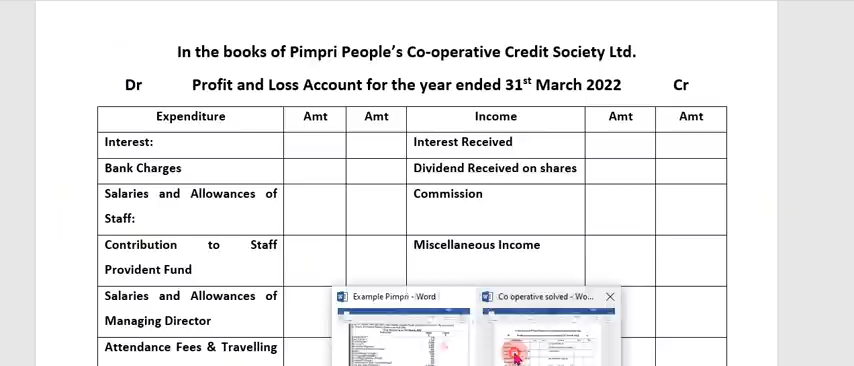 In the books of Pimpri People's Co-operative Credit Society Ltd.
Dr Profit and Loss Account for the year ended 31st March 2022 Cr
Expenditure Amt Amt Income Amt Amt
Interest: Interest Received
Bank Charges Dividend Received on shares
Salaries and Allowances of Commission
Staff:
Contribution to Staff Miscellaneous Income
Provident Fund
Salaries and Allowances of
Managing Director
Attendance Fees & Travelling
Example Pimpri - Word
Co operative solved - Wo...